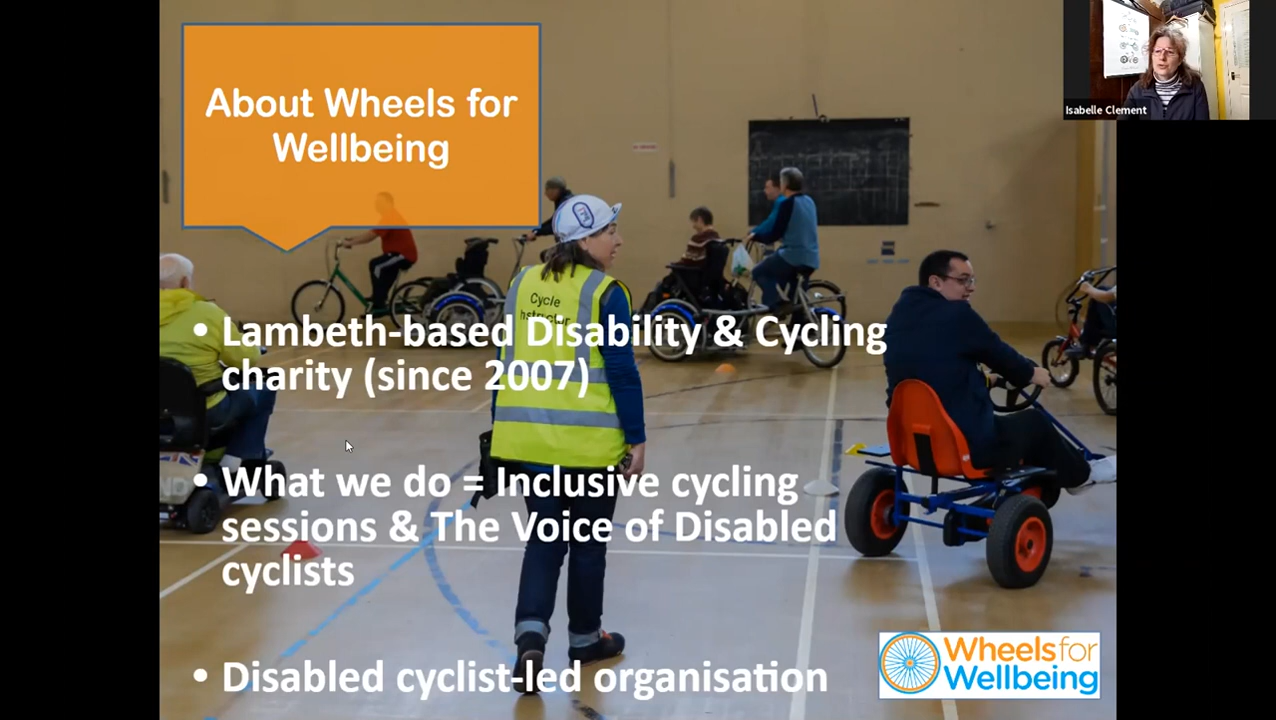 About Wheels for
Wellbeing
Isabelle Clement
Cycle
• Lambeth-based Disability & Cycling
charity (since 2007)
• What we do = Inclusive cycling
sessions & The Voice of Disabled
cyclists
• Disabled cyclist-led organisation
Wheels for
Wellbeing